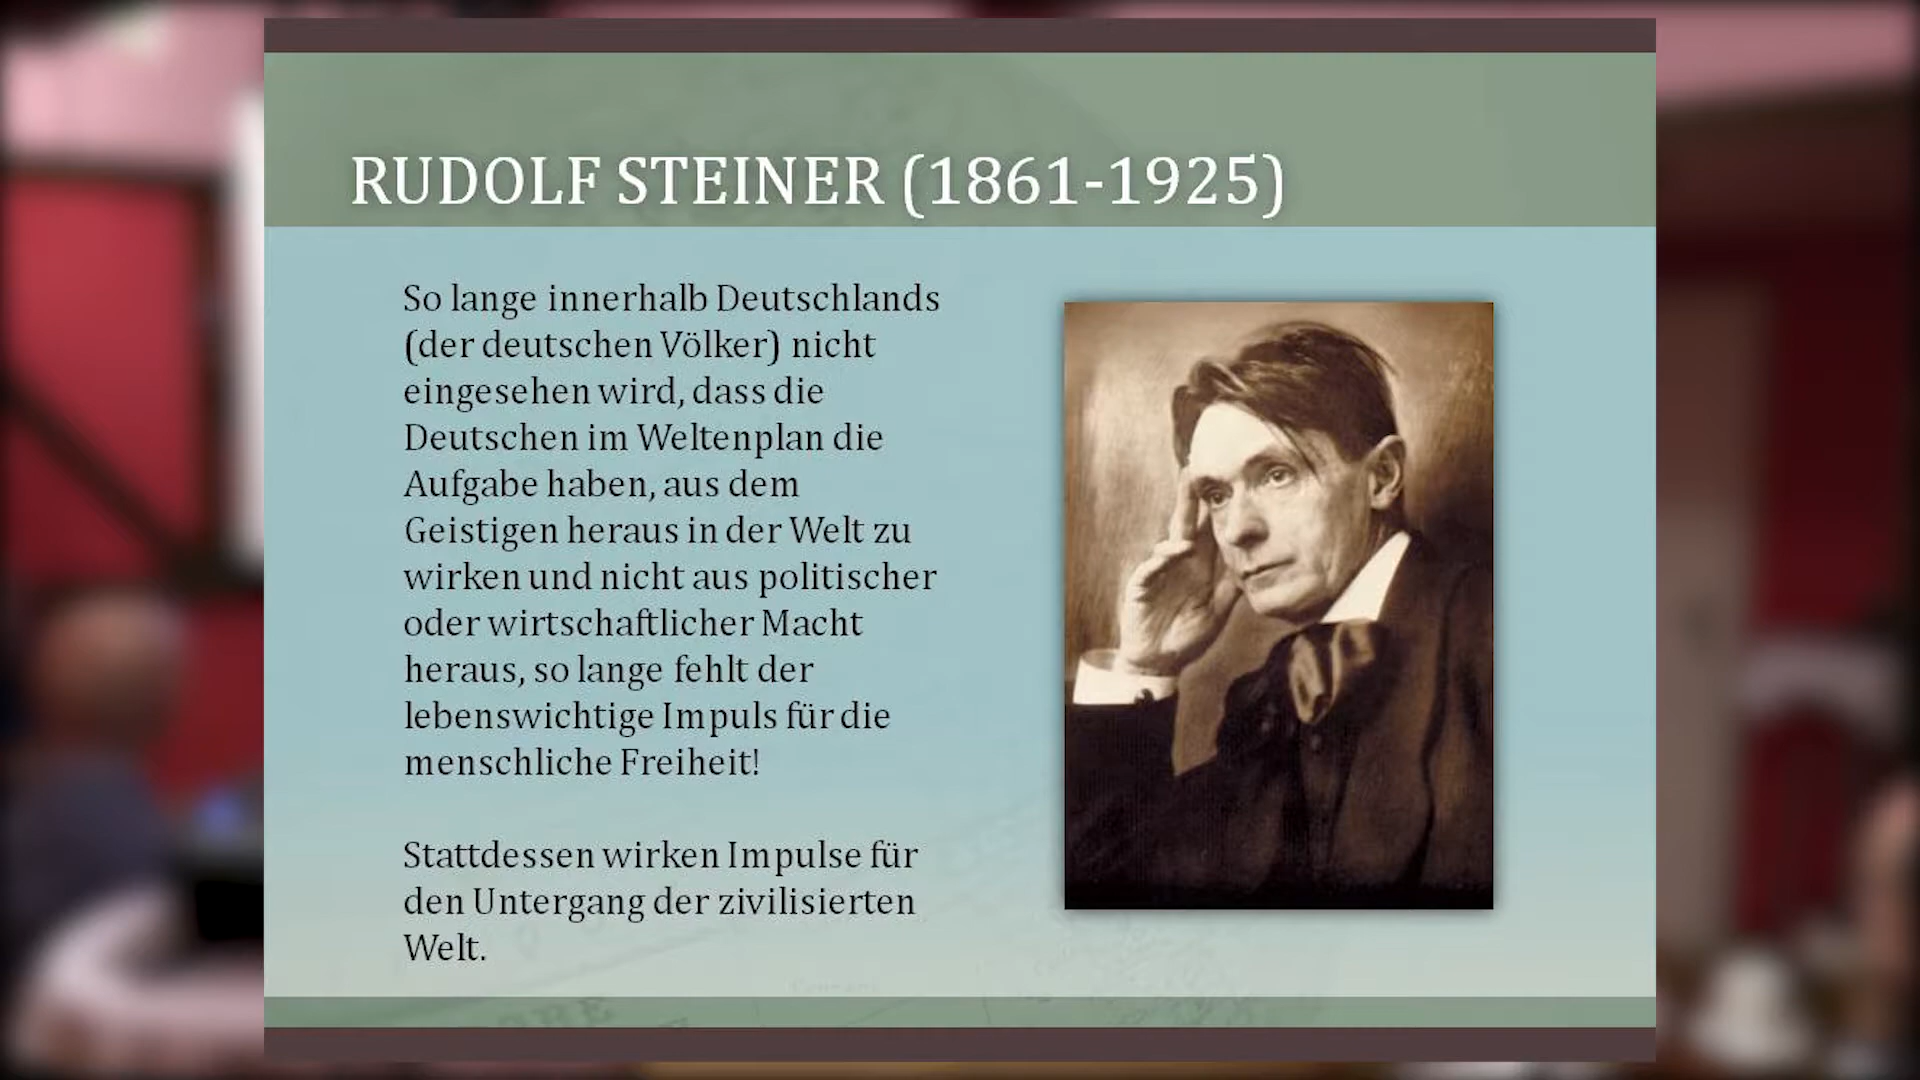 RUDOLF STEINER (1861-1925)
So lange innerhalb Deutschlands
(der deutschen Völker) nicht
eingesehen wird, dass die
Deutschen im Weltenplan die
Aufgabe haben, aus dem
Geistigen heraus in der Welt zu
wirken und nicht aus politischer
oder wirtschaftlicher Macht
heraus, so lange fehlt der
lebenswichtige Impuls für die
menschliche Freiheit!
Stattdessen wirken Impulse für
den Untergang der zivilisierten
Welt.